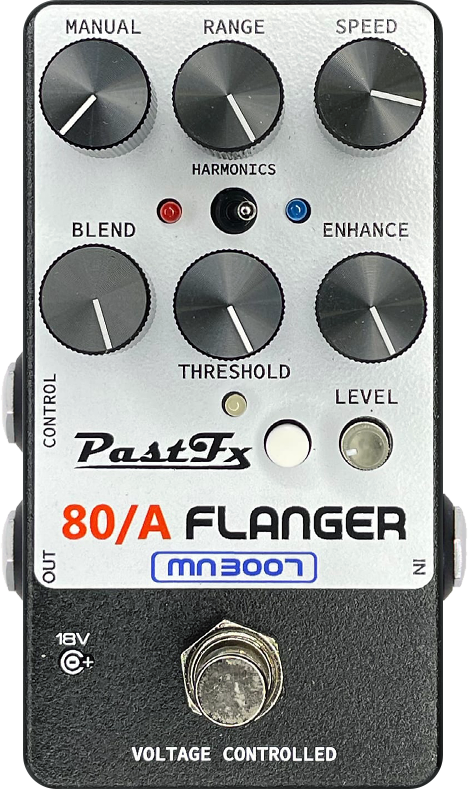 MANUAL RANGE SPEED
HARMONICS
BLEND ENHANCE
THRESHOLD
LEVEL
CONTROL
PastFx
80/A FLANGER
MN3007
OUT IN
18V
+
VOLTAGE CONTROLLED